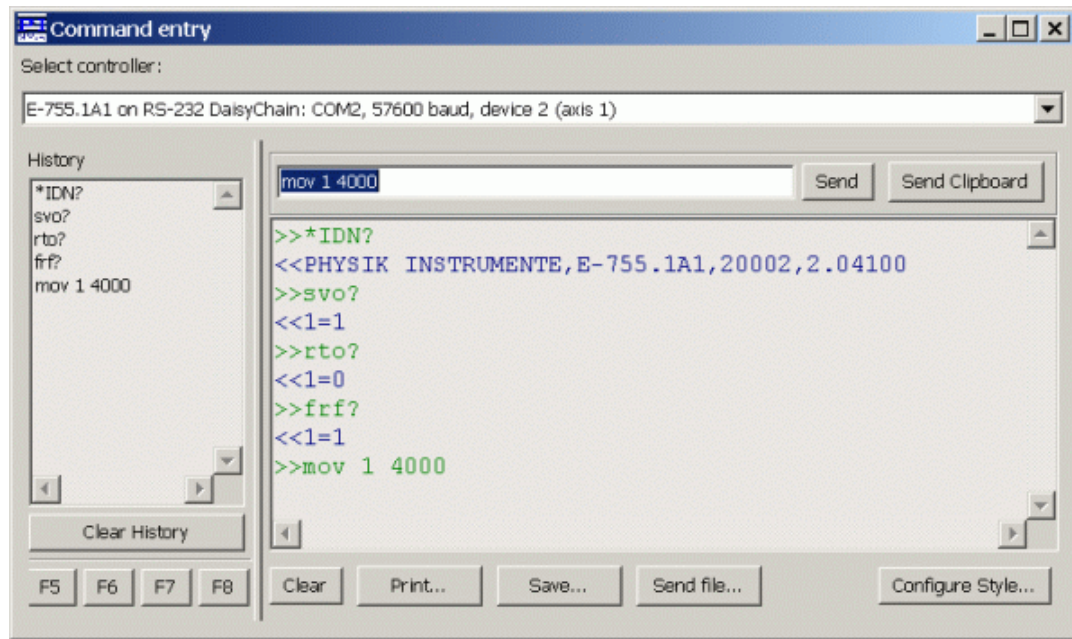 Command entry
Select controller:
E-755.1A1 on RS-232 DaisyChain: COM2, 57600 baud, device 2 (axis 1)
History
*IDN?
svo?
rto?
frf?
mov 1 4000
Clear History
F5 F6 F7 F8
mov 1 4000
Send
Send Clipboard
>>*IDN?
<<PHYSIK INSTRUMENTE,E-755.1A1,20002,2.04100
>>svo?
<<1=1
>>rto?
<<1=0
>>frf?
<<1=1
>>mov 1 4000
Clear Print... Save... Send file... Configure Style...